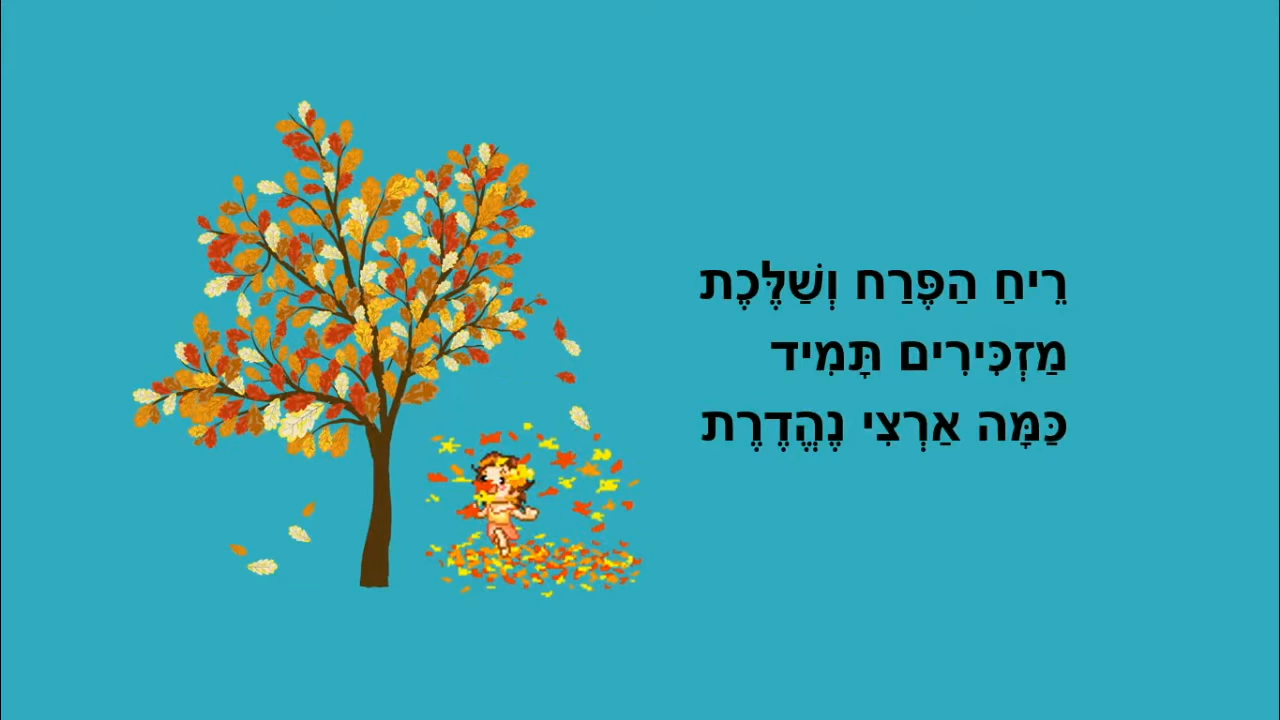 רֵיחַ הַפֶּרַח וְשַׁלֶּכֶת
מַזְכִּירִים תָּמִיד
כַּמָּה אַרְצִי נֶהֱדֶרֶת